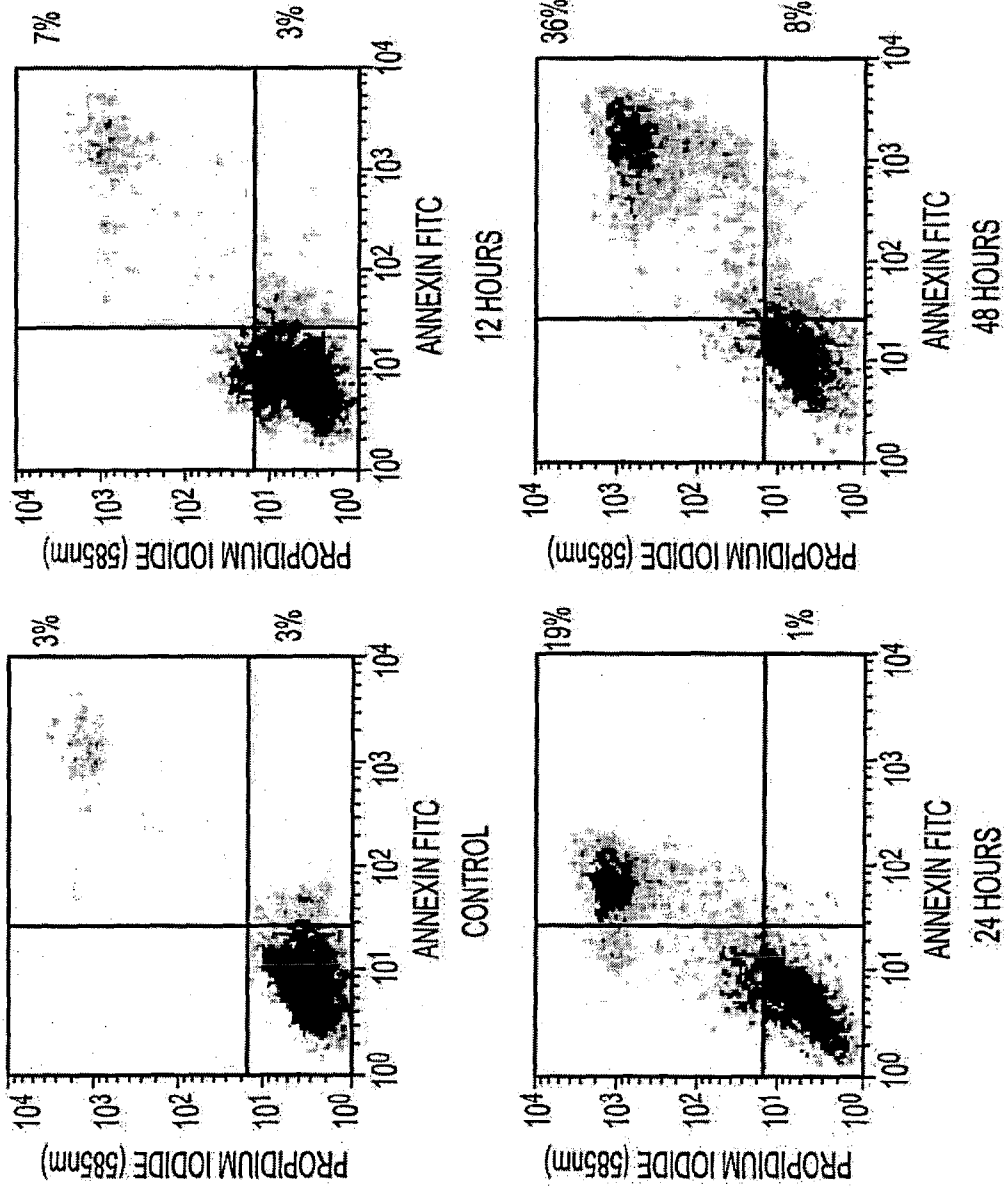 PROPIDIUM IODIDE (585nm)
10⁴
10³
10²
10¹
10⁰
10⁰ 10¹ 10² 10³ 10⁴
3%
3%
ANNEXIN FITC
CONTROL
PROPIDIUM IODIDE (585nm)
10⁴
10³
10²
10¹
10⁰
10⁰ 10¹ 10² 10³ 10⁴
7%
3%
ANNEXIN FITC
12 HOURS
PROPIDIUM IODIDE (585nm)
10⁴
10³
10²
10¹
10⁰
10⁰ 10¹ 10² 10³ 10⁴
19%
1%
ANNEXIN FITC
24 HOURS
PROPIDIUM IODIDE (585nm)
10⁴
10³
10²
10¹
10⁰
10⁰ 10¹ 10² 10³ 10⁴
36%
8%
ANNEXIN FITC
48 HOURS